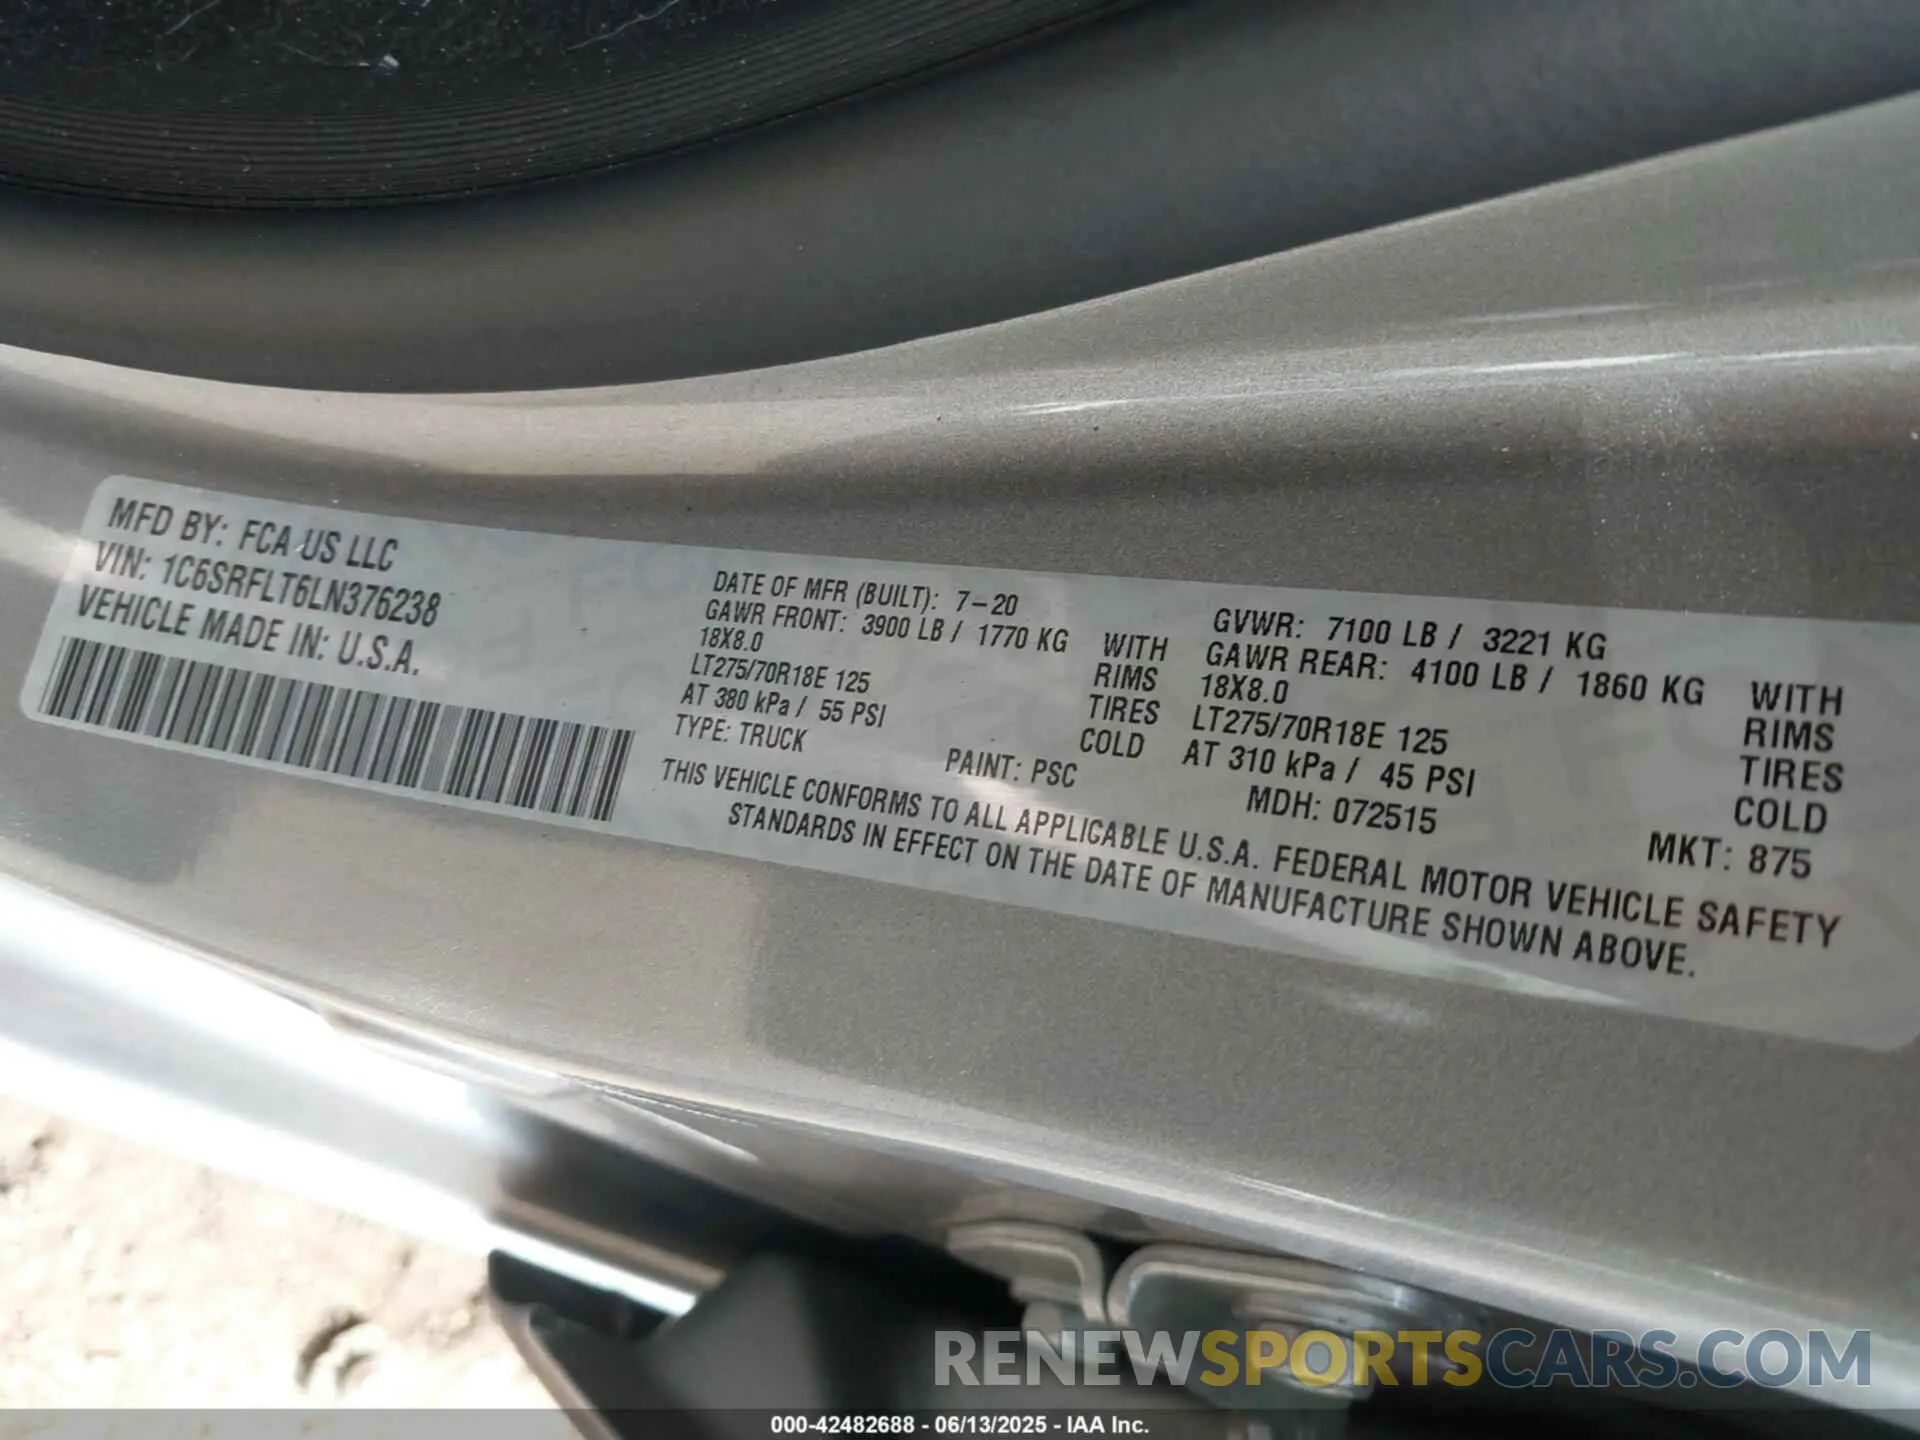 MFD BY: FCA US LLC
VIN: 1C6SRFLT6LN376238
VEHICLE MADE IN: U.S.A.
DATE OF MFR (BUILT): 7-20
GAWR FRONT: 3900 LB / 1770 KG WITH
18X8.0 RIMS
LT275/70R18E 125 TIRES
AT 380 kPa / 55 PSI COLD
TYPE: TRUCK
PAINT: PSC
GVWR: 7100 LB / 3221 KG
GAWR REAR: 4100 LB / 1860 KG WITH
18X8.0 RIMS
LT275/70R18E 125 TIRES
AT 310 kPa / 45 PSI COLD
MDH: 072515
MKT: 875
THIS VEHICLE CONFORMS TO ALL APPLICABLE U.S.A. FEDERAL MOTOR VEHICLE SAFETY
STANDARDS IN EFFECT ON THE DATE OF MANUFACTURE SHOWN ABOVE.
RENEWSPORTSCARS.COM
000-42482688 - 06/13/2025 - IAA Inc.